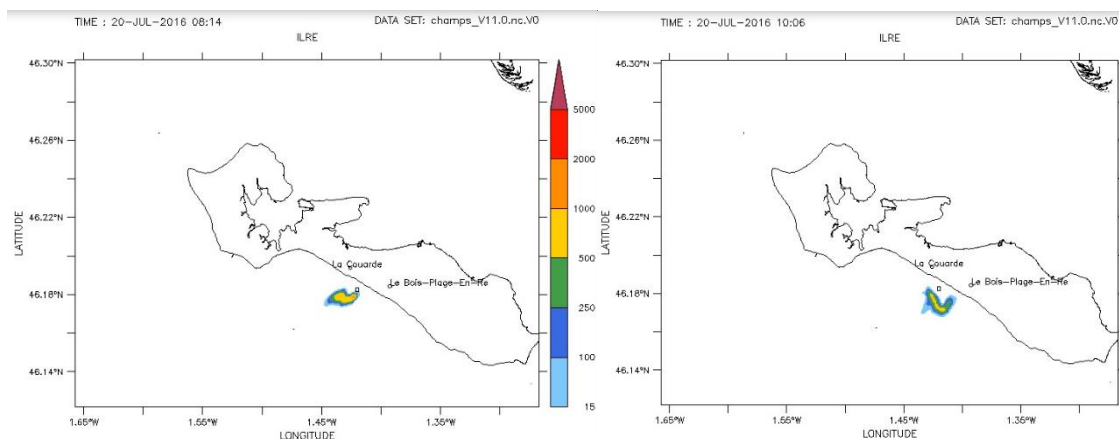 TIME : 20-JUL-2016 08:14
DATA SET: champs_V11.0.nc.V0
ILRE
46.30°N
46.26°N
46.22°N
46.18°N
46.14°N
LATITUDE
La Couarde
Le Bois-Plage-En-Re
1.65°W
1.55°W
1.45°W
1.35°W
LONGITUDE
5000
2000
1000
500
250
100
15
TIME : 20-JUL-2016 10:06
DATA SET: champs_V11.0.nc.V0
ILRE
46.30°N
46.26°N
46.22°N
46.18°N
46.14°N
LATITUDE
La Couarde
Le Bois-Plage-En-Re
1.65°W
1.55°W
1.45°W
1.35°W
LONGITUDE